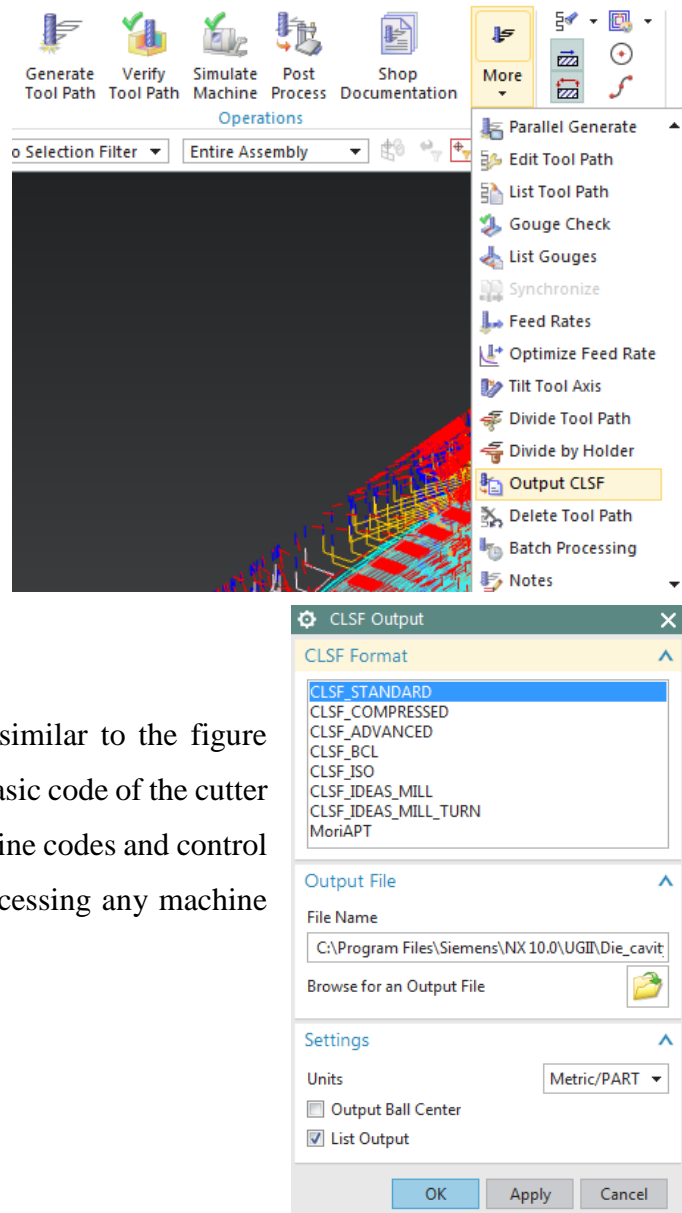 Generate Verify Simulate Post Shop
Tool Path Tool Path Machine Process Documentation
More
Operations
o Selection Filter Entire Assembly
Parallel Generate
Edit Tool Path
List Tool Path
Gouge Check
List Gouges
Synchronize
Feed Rates
Optimize Feed Rate
Tilt Tool Axis
Divide Tool Path
Divide by Holder
Output CLSF
Delete Tool Path
Batch Processing
Notes
similar to the figure
asic code of the cutter
ine codes and control
cessing any machine
CLSF Output
CLSF Format
CLSF_STANDARD
CLSF_COMPRESSED
CLSF_ADVANCED
CLSF_BCL
CLSF_ISO
CLSF_IDEAS_MILL
CLSF_IDEAS_MILL_TURN
MoriAPT
Output File
File Name
C:\Program Files\Siemens\NX 10.0\UGII\Die_cavit
Browse for an Output File
Settings
Units Metric/PART
Output Ball Center
List Output
OK Apply Cancel